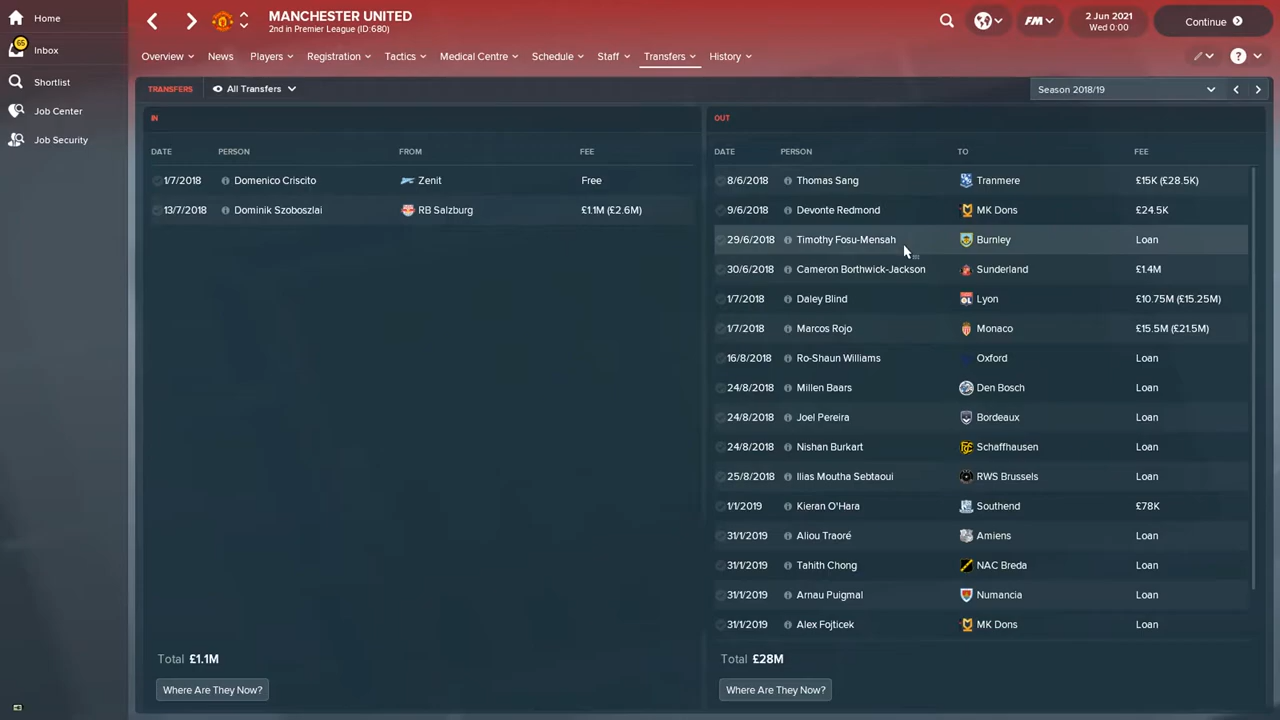 Home
65
Inbox
Shortlist
Job Center
Job Security
MANCHESTER UNITED
2nd in Premier League (ID:680)
FM
2 Jun 2021
Wed 0:00
Continue
Overview News Players Registration Tactics Medical Centre Schedule Staff Transfers History
?
TRANSFERS All Transfers Season 2018/19
IN
DATE PERSON FROM FEE
1/7/2018 Domenico Criscito Zenit Free
13/7/2018 Dominik Szoboszlai RB Salzburg £1.1M (£2.6M)
Total £1.1M
Where Are They Now?
OUT
DATE PERSON TO FEE
8/6/2018 Thomas Sang Tranmere £15K (£28.5K)
9/6/2018 Devonte Redmond MK Dons £24.5K
29/6/2018 Timothy Fosu-Mensah Burnley Loan
30/6/2018 Cameron Borthwick-Jackson Sunderland £1.4M
1/7/2018 Daley Blind Lyon £10.75M (£15.25M)
1/7/2018 Marcos Rojo Monaco £15.5M (£21.5M)
16/8/2018 Ro-Shaun Williams Oxford Loan
24/8/2018 Millen Baars Den Bosch Loan
24/8/2018 Joel Pereira Bordeaux Loan
24/8/2018 Nishan Burkart Schaffhausen Loan
25/8/2018 Ilias Moutha Sebtaoui RWS Brussels Loan
1/1/2019 Kieran O'Hara Southend £78K
31/1/2019 Aliou Traoré Amiens Loan
31/1/2019 Tahith Chong NAC Breda Loan
31/1/2019 Arnau Puigmal Numancia Loan
31/1/2019 Alex Fojticek MK Dons Loan
Total £28M
Where Are They Now?